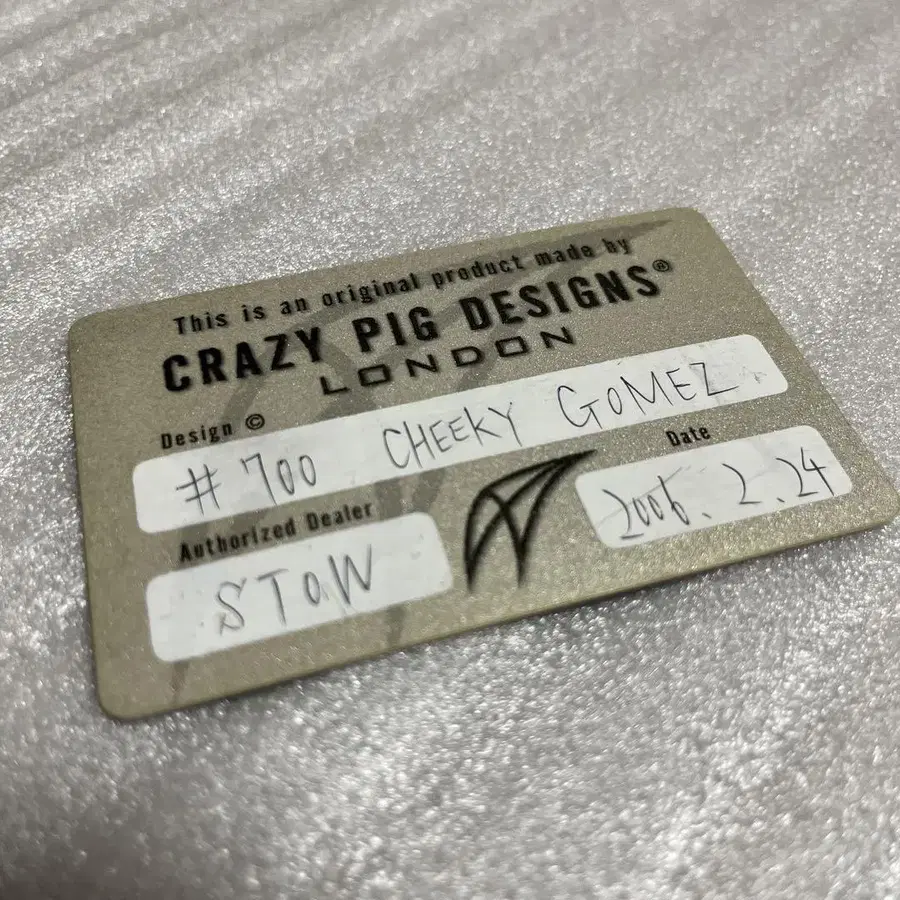 This is an original product made by
CRAZY PIG DESIGNS®
LONDON
Design ©
# 700 CHEEKY GOMEZ
Authorized Dealer
STOW
Date
2006. 2. 24